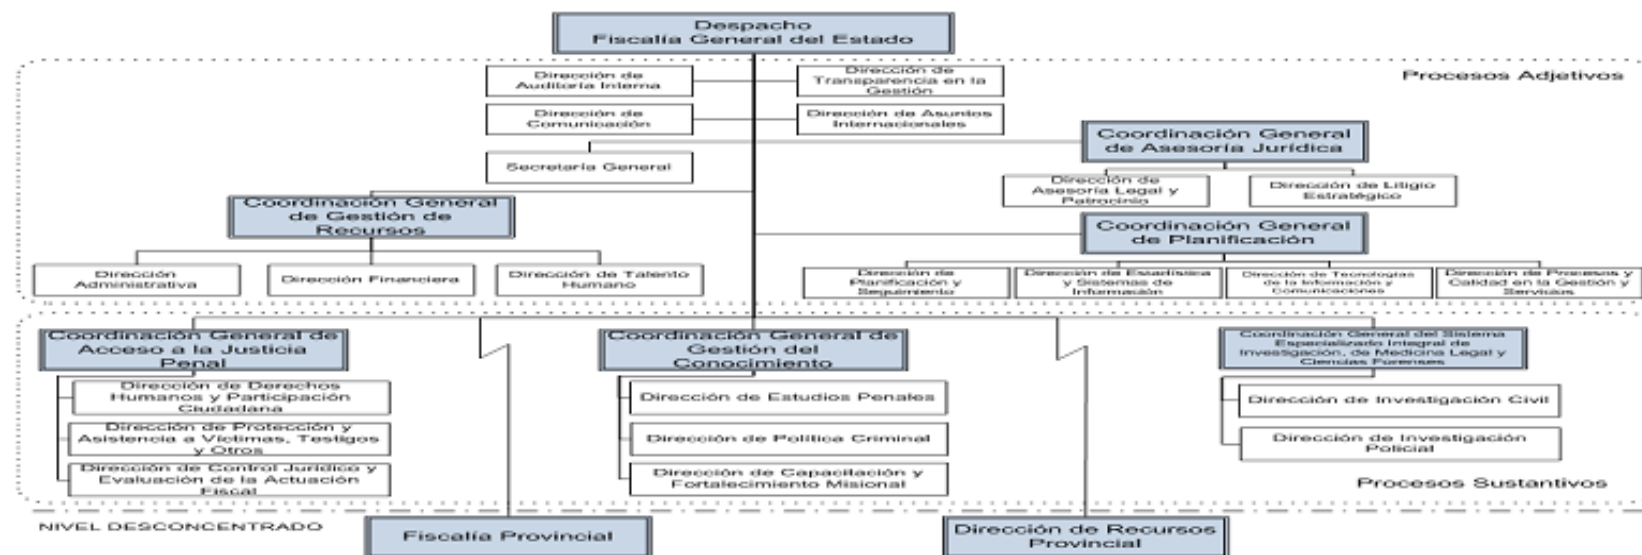 Despacho
Fiscalía General del Estado
Procesos Adjetivos
Dirección de
Auditoría Interna
Dirección de
Transparencia en la
Gestión
Dirección de
Comunicación
Dirección de Asuntos
Internacionales
Secretaría General
Coordinación General
de Asesoría Jurídica
Dirección de
Asesoría Legal y
Patrocinio
Dirección de Litigio
Estratégico
Coordinación General
de Gestión de
Recursos
Coordinación General
de Planificación
Dirección
Administrativa
Dirección Financiera
Dirección de Talento
Humano
Dirección de
Planificación y
Seguimiento
Dirección de Estadística
y Sistemas de
Información
Dirección de Tecnologías
de la Información y
Comunicaciones
Dirección de Procesos y
Calidad en la Gestión y
Servicios
Coordinación General de
Acceso a la Justicia
Penal
Dirección de Derechos
Humanos y Participación
Ciudadana
Dirección de Protección y
Asistencia a Víctimas, Testigos
y Otros
Dirección de Control Jurídico y
Evaluación de la Actuación
Fiscal
Coordinación General de
Gestión del
Conocimiento
Dirección de Estudios Penales
Dirección de Política Criminal
Dirección de Capacitación y
Fortalecimiento Misional
Coordinación General del Sistema
Especializado Integral de
Investigación, de Medicina Legal y
Ciencias Forenses
Dirección de Investigación Civil
Dirección de Investigación
Policial
Procesos Sustantivos
NIVEL DESCONCENTRADO
Fiscalía Provincial
Dirección de Recursos
Provincial